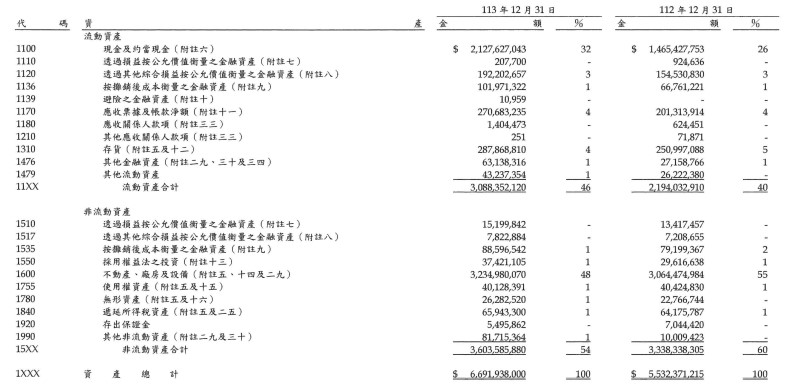 113 年 12 月 31 日 112 年 12 月 31 日
代 碼 資 產 金 額 % 金 額 %
流動資產
1100 現金及約當現金（附註六） $ 2,127,627,043 32 $ 1,465,427,753 26
1110 透過損益按公允價值衡量之金融資產（附註七） 207,700 - 924,636 -
1120 透過其他綜合損益按公允價值衡量之金融資產（附註八） 192,202,657 3 154,530,830 3
1136 按攤銷後成本衡量之金融資產（附註九） 101,971,322 1 66,761,221 1
1139 避險之金融資產（附註十） 10,959 - - -
1170 應收票據及帳款淨額（附註十一） 270,683,235 4 201,313,914 4
1180 應收關係人款項（附註三三） 1,404,473 - 624,451 -
1210 其他應收關係人款項（附註三三） 251 - 71,871 -
1310 存貨（附註五及十二） 287,868,810 4 250,997,088 5
1476 其他金融資產（附註二九、三十及三四） 63,138,316 1 27,158,766 1
1479 其他流動資產 43,237,354 1 26,222,380 -
11XX 流動資產合計 3,088,352,120 46 2,194,032,910 40
非流動資產
1510 透過損益按公允價值衡量之金融資產（附註七） 15,199,842 - 13,417,457 -
1517 透過其他綜合損益按公允價值衡量之金融資產（附註八） 7,822,884 - 7,208,655 -
1535 按攤銷後成本衡量之金融資產（附註九） 88,596,542 1 79,199,367 2
1550 採用權益法之投資（附註十三） 37,421,105 1 29,616,638 1
1600 不動產、廠房及設備（附註五、十四及二九） 3,234,980,070 48 3,064,474,984 55
1755 使用權資產（附註五及十五） 40,128,391 1 40,424,830 1
1780 無形資產（附註五及十六） 26,282,520 1 22,766,744 -
1840 遞延所得稅資產（附註五及二五） 65,943,300 1 64,175,787 1
1920 存出保證金 5,495,862 - 7,044,420 -
1990 其他非流動資產（附註二九及三十） 81,715,364 1 10,009,423 -
15XX 非流動資產合計 3,603,585,880 54 3,338,338,305 60
1XXX 資 產 總 計 $ 6,691,938,000 100 $ 5,532,371,215 100